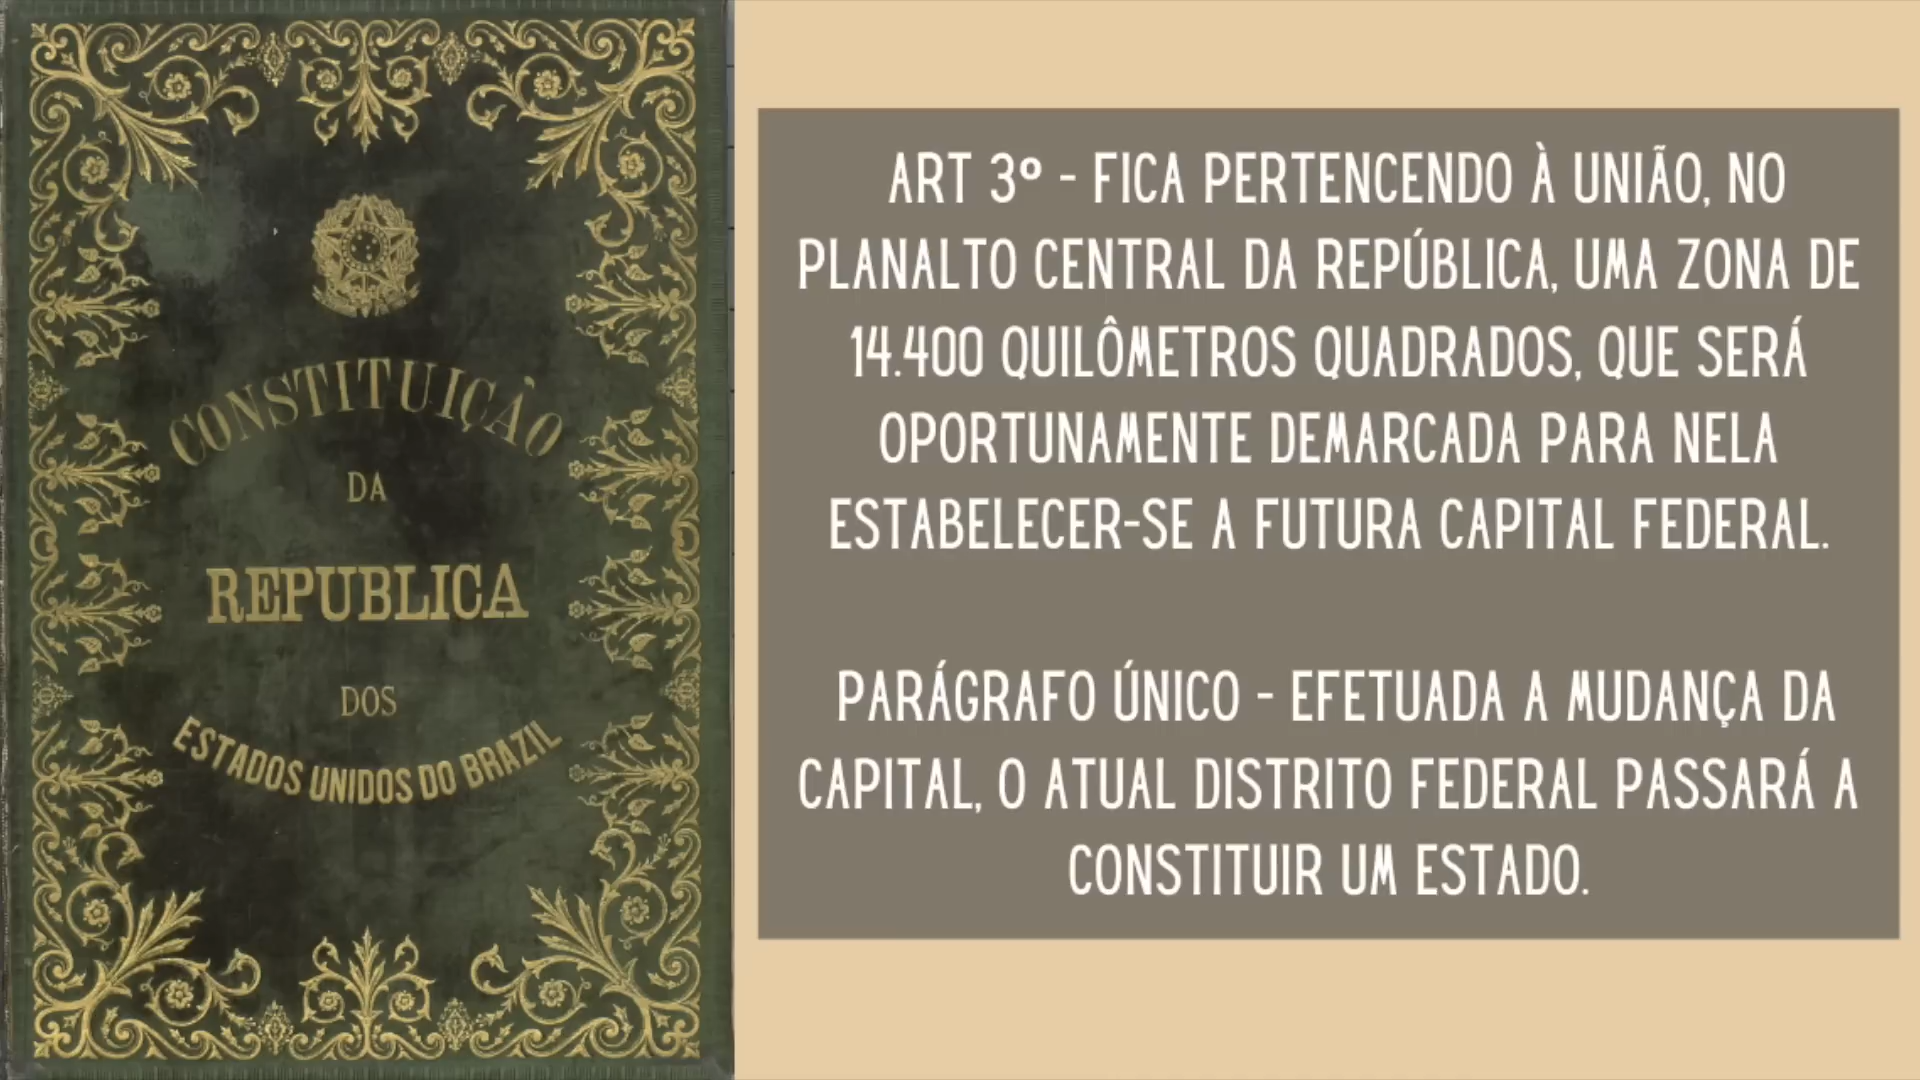 CONSTITUIÇÃO
DA
REPUBLICA
DOS
ESTADOS UNIDOS DO BRAZIL
ART 3º - FICA PERTENCENDO À UNIÃO, NO
PLANALTO CENTRAL DA REPÚBLICA, UMA ZONA DE
14.400 QUILÔMETROS QUADRADOS, QUE SERÁ
OPORTUNAMENTE DEMARCADA PARA NELA
ESTABELECER-SE A FUTURA CAPITAL FEDERAL.
PARÁGRAFO ÚNICO - EFETUADA A MUDANÇA DA
CAPITAL, O ATUAL DISTRITO FEDERAL PASSARÁ A
CONSTITUIR UM ESTADO.